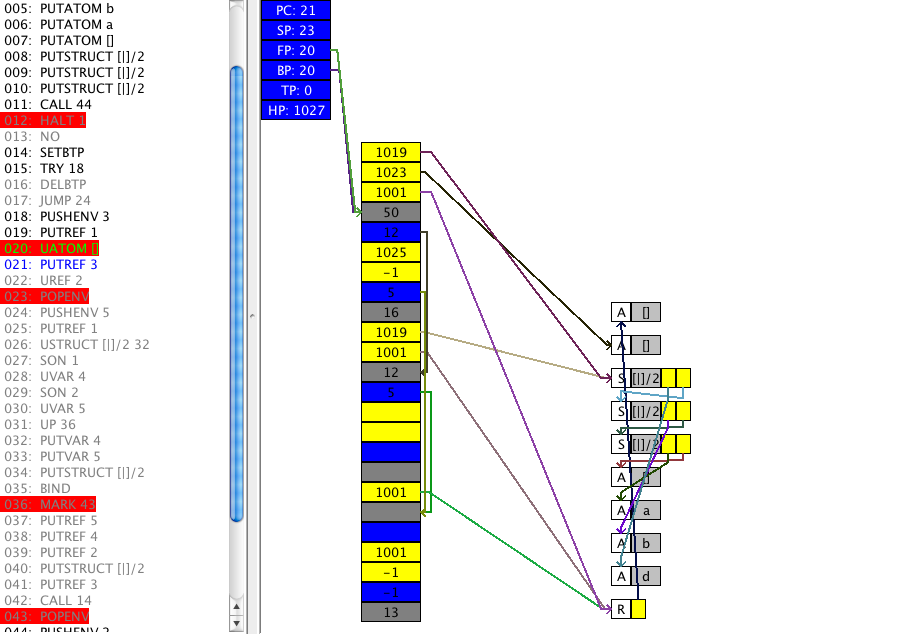 005: PUTATOM b
006: PUTATOM a
007: PUTATOM []
008: PUTSTRUCT [|]/2
009: PUTSTRUCT [|]/2
010: PUTSTRUCT [|]/2
011: CALL 44
012: HALT 1
013: NO
014: SETBTP
015: TRY 18
016: DELBTP
017: JUMP 24
018: PUSHENV 3
019: PUTREF 1
020: UATOM []
021: PUTREF 3
022: UREF 2
023: POPENV
024: PUSHENV 5
025: PUTREF 1
026: USTRUCT [|]/2 32
027: SON 1
028: UVAR 4
029: SON 2
030: UVAR 5
031: UP 36
032: PUTVAR 4
033: PUTVAR 5
034: PUTSTRUCT [|]/2
035: BIND
036: MARK 43
037: PUTREF 5
038: PUTREF 4
039: PUTREF 2
040: PUTSTRUCT [|]/2
041: PUTREF 3
042: CALL 14
043: POPENV
044: PUSHENV 2
PC: 21
SP: 23
FP: 20
BP: 20
TP: 0
HP: 1027
1019
1023
1001
50
12
1025
-1
5
16
1019
1001
12
5
1001
1001
-1
-1
13
A []
A []
S [|]/2
S [|]/2
S [|]/2
A []
A a
A b
A d
R